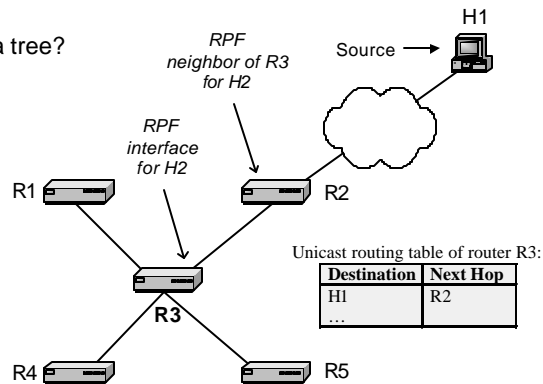 H1
a tree?
RPF
neighbor of R3
for H2
Source
RPF
interface
for H2
R1
R2
Unicast routing table of router R3:
Destination Next Hop
H1 R2
...
R3
R4
R5